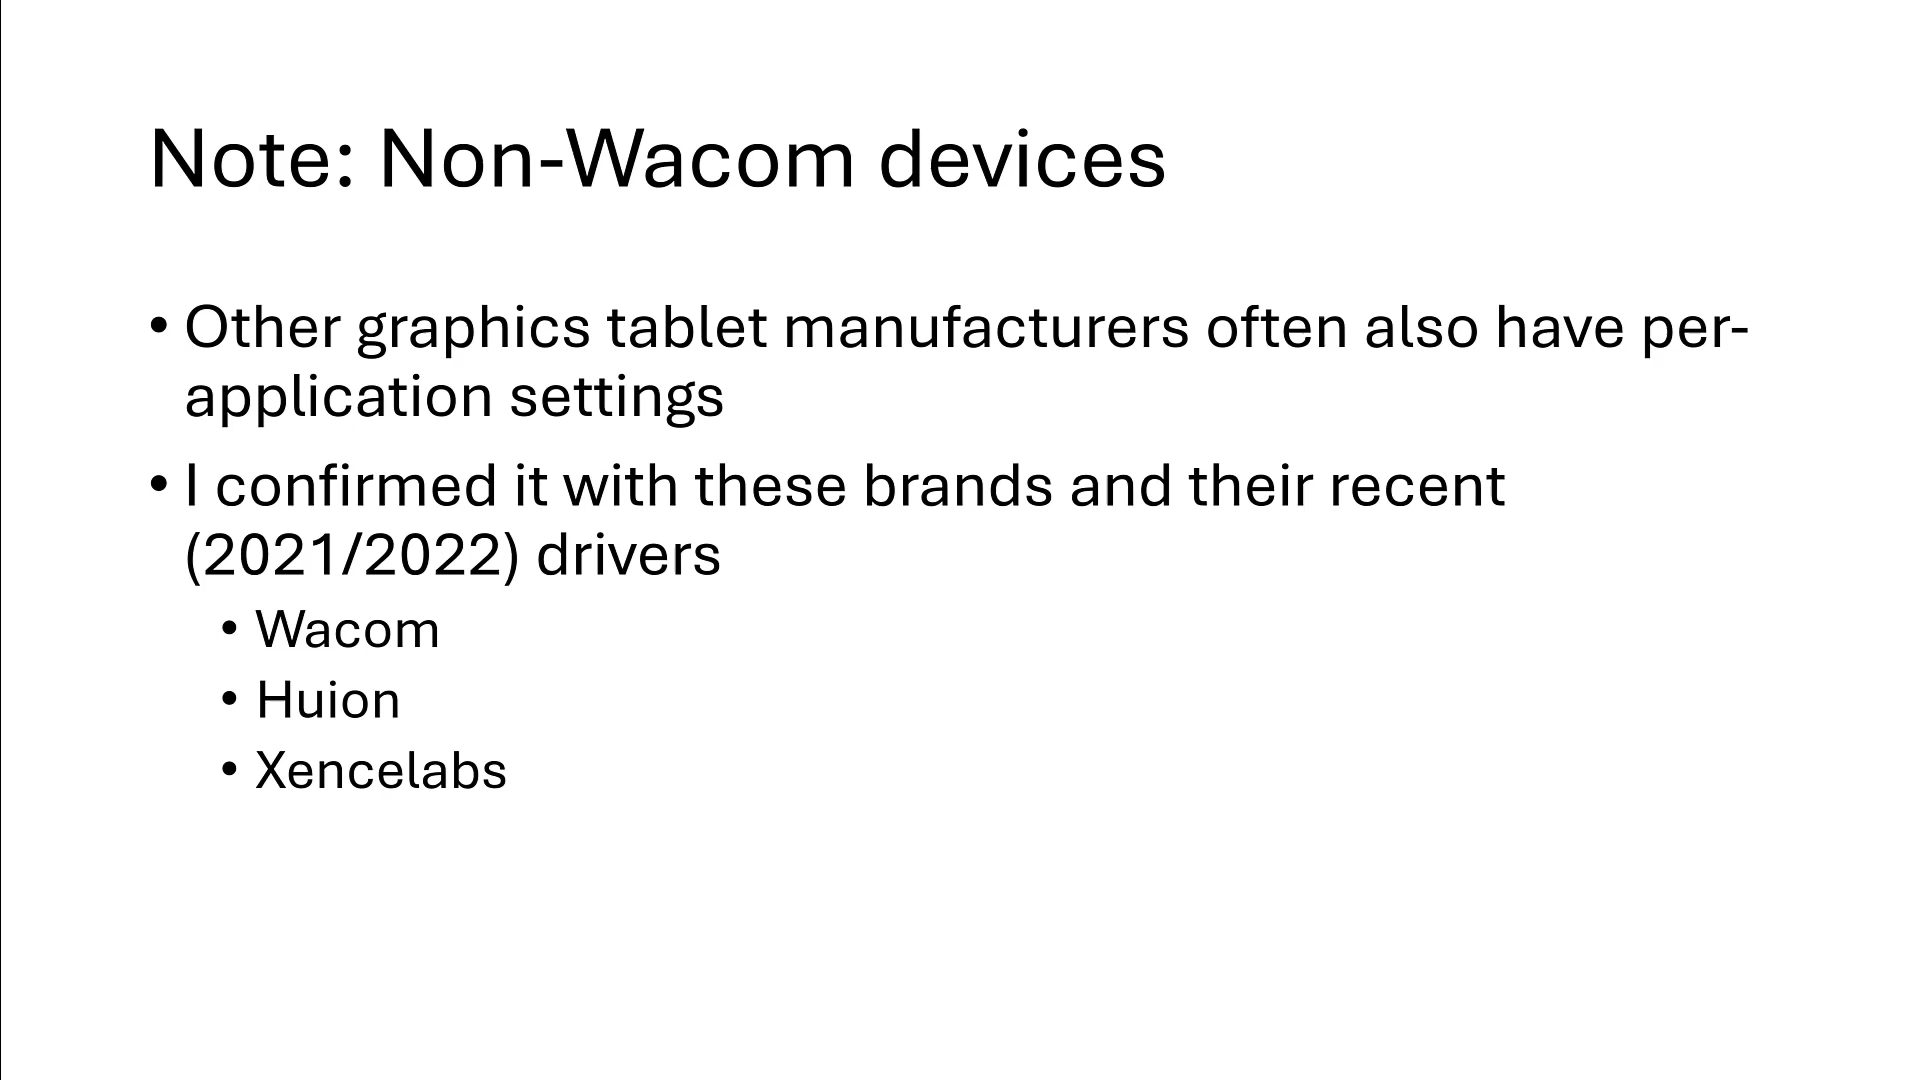 Note: Non-Wacom devices
• Other graphics tablet manufacturers often also have per-
application settings
• I confirmed it with these brands and their recent
(2021/2022) drivers
• Wacom
• Huion
• Xencelabs